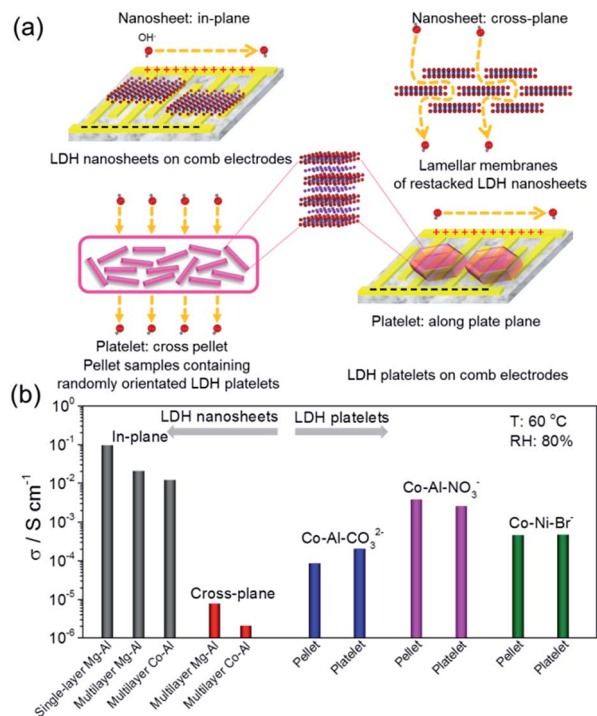 (a)
Nanosheet: in-plane
OH-
+ + + + + + + + + + + +
LDH nanosheets on comb electrodes
Nanosheet: cross-plane
Lamellar membranes
of restacked LDH nanosheets
Platelet: cross pellet
Pellet samples containing
randomly orientated LDH platelets
+ + + + + + + + + + + +
Platelet: along plate plane
LDH platelets on comb electrodes
(b)
σ / S cm⁻¹
10⁰
10⁻¹
10⁻²
10⁻³
10⁻⁴
10⁻⁵
10⁻⁶
LDH nanosheets
LDH platelets
T: 60 °C
RH: 80%
In-plane
Cross-plane
Co-Al-CO₃²⁻
Co-Al-NO₃⁻
Co-Ni-Br⁻
Single-layer Mg-Al
Multilayer Mg-Al
Multilayer Co-Al
Multilayer Mg-Al
Multilayer Co-Al
Pellet
Platelet
Pellet
Platelet
Pellet
Platelet